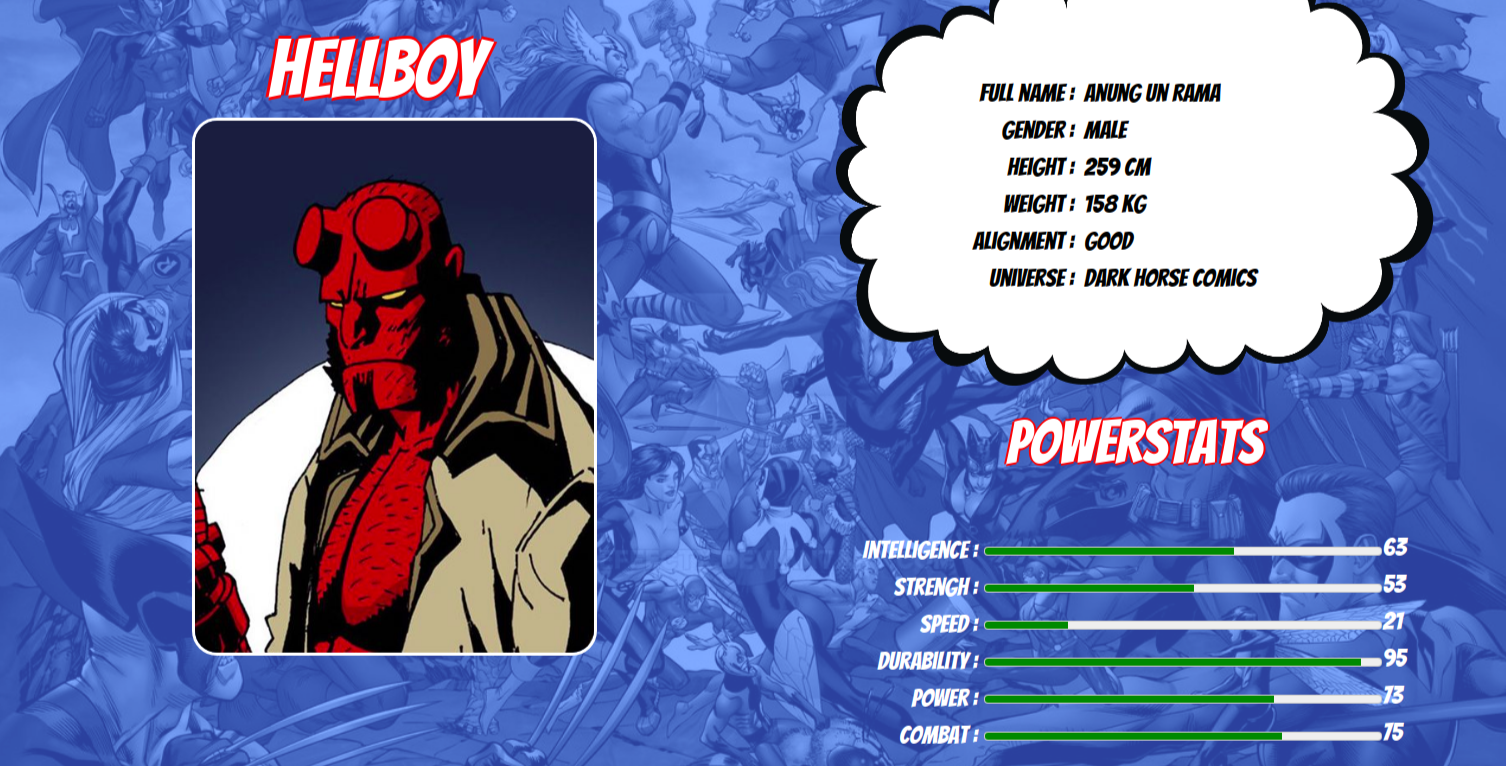 HELLBOY
FULL NAME : ANUNG UN RAMA
GENDER : MALE
HEIGHT : 259 CM
WEIGHT : 158 KG
ALIGNMENT : GOOD
UNIVERSE : DARK HORSE COMICS
POWERSTATS
INTELLIGENCE : 63
STRENGH : 53
SPEED : 21
DURABILITY : 95
POWER : 73
COMBAT : 75